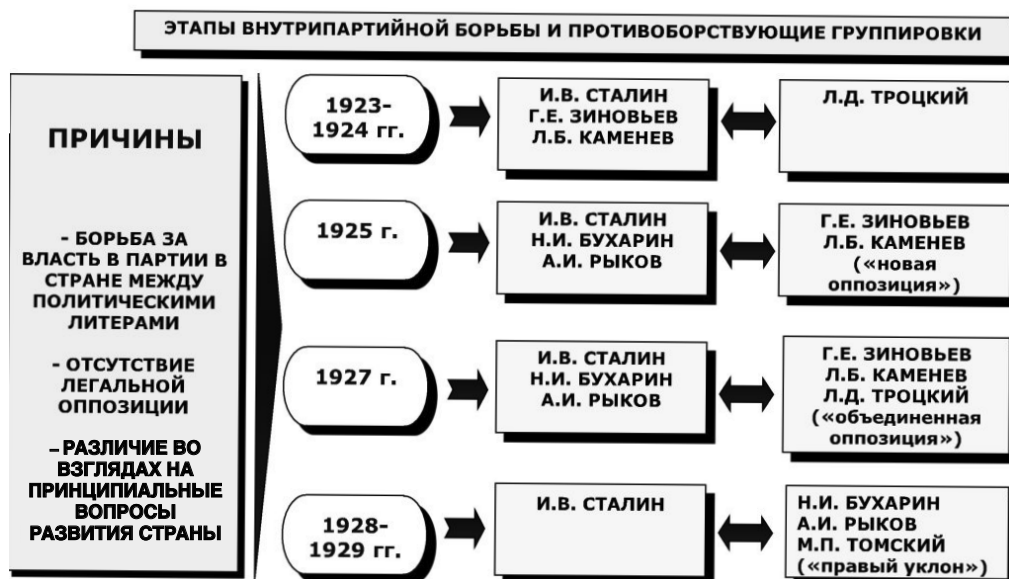 ЭТАПЫ ВНУТРИПАРТИЙНОЙ БОРЬБЫ И ПРОТИВОБОРСТВУЮЩИЕ ГРУППИРОВКИ
ПРИЧИНЫ
- БОРЬБА ЗА
ВЛАСТЬ В ПАРТИИ В
СТРАНЕ МЕЖДУ
ПОЛИТИЧЕСКИМИ
ЛИТЕРАМИ
- ОТСУТСТВИЕ
ЛЕГАЛЬНОЙ
ОППОЗИЦИИ
– РАЗЛИЧИЕ ВО
ВЗГЛЯДАХ НА
ПРИНЦИПИАЛЬНЫЕ
ВОПРОСЫ
РАЗВИТИЯ СТРАНЫ
1923-
1924 гг.
И.В. СТАЛИН
Г.Е. ЗИНОВЬЕВ
Л.Б. КАМЕНЕВ
Л.Д. ТРОЦКИЙ
1925 г.
И.В. СТАЛИН
Н.И. БУХАРИН
А.И. РЫКОВ
Г.Е. ЗИНОВЬЕВ
Л.Б. КАМЕНЕВ
(«новая
оппозиция»)
1927 г.
И.В. СТАЛИН
Н.И. БУХАРИН
А.И. РЫКОВ
Г.Е. ЗИНОВЬЕВ
Л.Б. КАМЕНЕВ
Л.Д. ТРОЦКИЙ
(«объединенная
оппозиция»)
1928-
1929 гг.
И.В. СТАЛИН
Н.И. БУХАРИН
А.И. РЫКОВ
М.П. ТОМСКИЙ
(«правый уклон»)